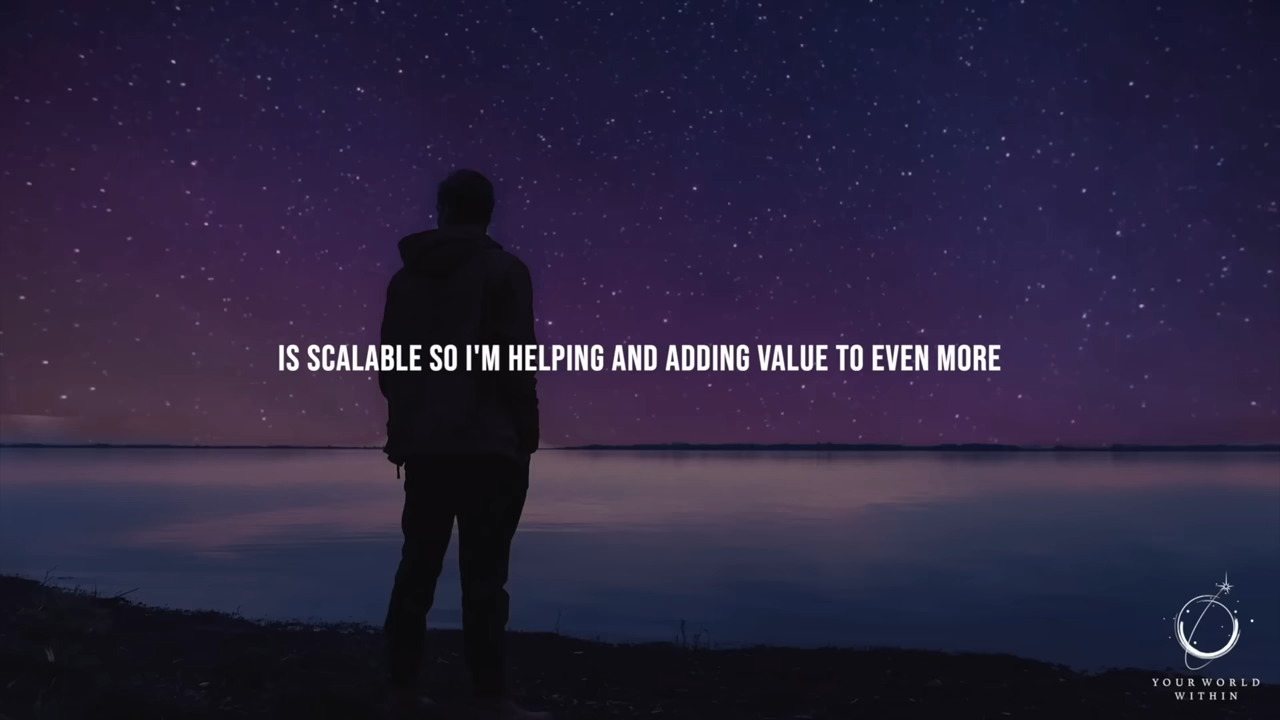 IS SCALABLE SO I'M HELPING AND ADDING VALUE TO EVEN MORE
YOUR WORLD
WITHIN